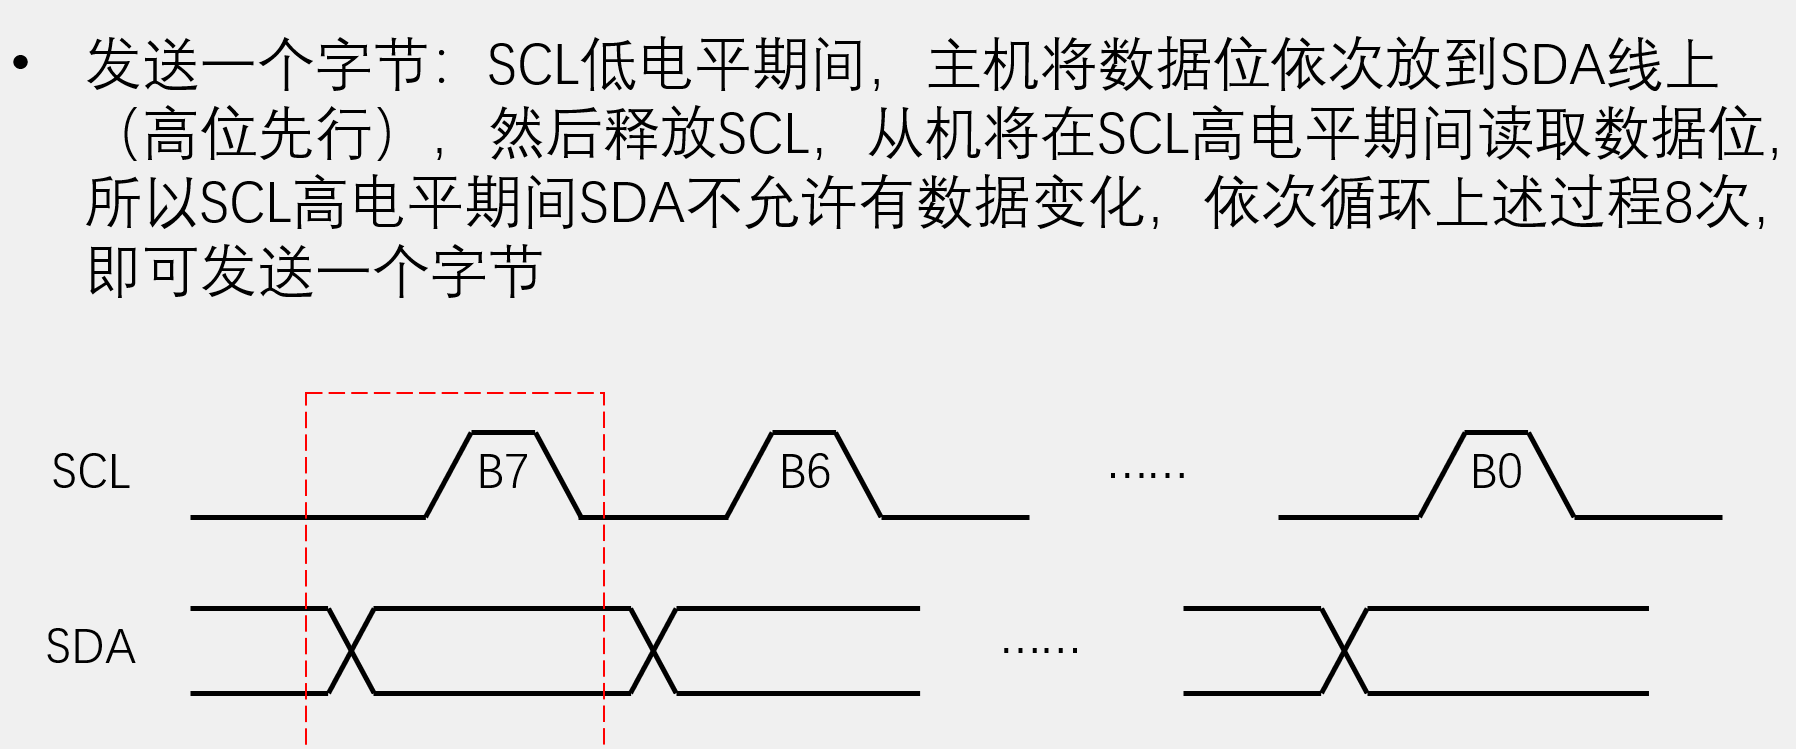 • 发送一个字节：SCL低电平期间，主机将数据位依次放到SDA线上
（高位先行），然后释放SCL，从机将在SCL高电平期间读取数据位，
所以SCL高电平期间SDA不允许有数据变化，依次循环上述过程8次，
即可发送一个字节
SCL B7 B6 …… B0
SDA ……